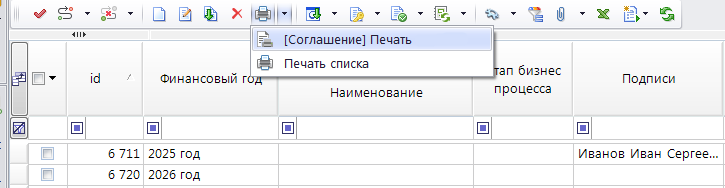 [Соглашение] Печать
Печать списка
id
Финансовый год
Наименование
тап бизнес
процесса
Подписи
6 711 2025 год Иванов Иван Сергее...
6 720 2026 год